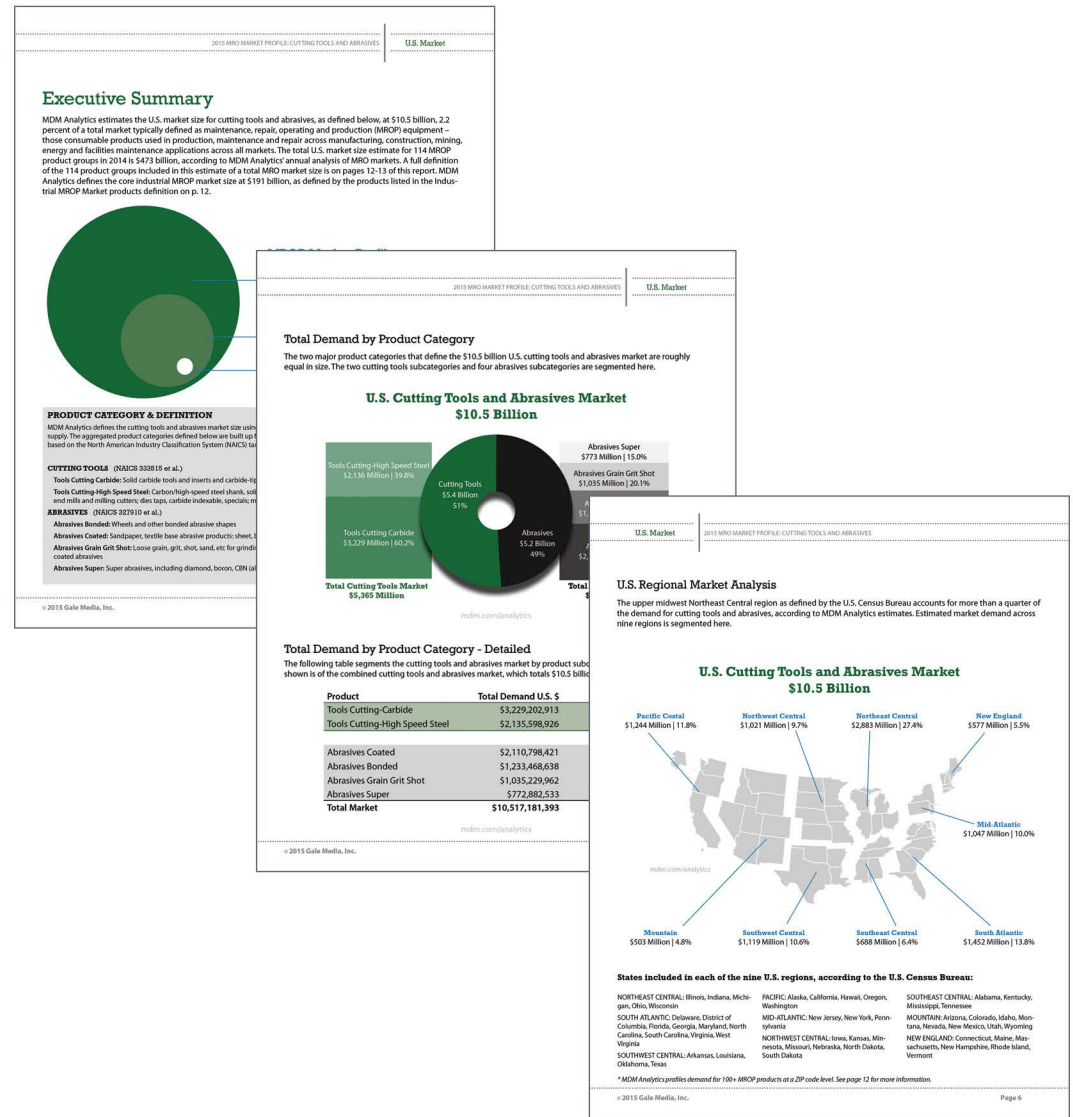 2015 MRO MARKET PROFILE: CUTTING TOOLS AND ABRASIVES
U.S. Market
Executive Summary
MDM Analytics estimates the U.S. market size for cutting tools and abrasives, as defined below, at $10.5 billion, 2.2
percent of a total market typically defined as maintenance, repair, operating and production (MROP) equipment –
those consumable products used in production, maintenance and repair across manufacturing, construction, mining,
energy and facilities maintenance applications across all markets. The total U.S. market size estimate for 114 MROP
product groups in 2014 is $473 billion, according to MDM Analytics' annual analysis of MRO markets. A full definition
of the 114 product groups included in this estimate of a total MRO market size is on pages 12-13 of this report. MDM
Analytics defines the core industrial MROP market size at $191 billion, as defined by the products listed in the Indus-
trial MROP Market products definition on p. 12.
PRODUCT CATEGORY & DEFINITION
MDM Analytics defines the cutting tools and abrasives market size using
supply. The aggregated product categories defined below are built up
based on the North American Industry Classification System (NAICS)
CUTTING TOOLS (NAICS 333515 et al.)
Tools Cutting Carbide: Solid carbide tools and inserts and
Tools Cutting-High Speed Steel: Carbon/high-speed steel shank,
end mills and milling cutters; dies taps, carbide indexable, specials;
ABRASIVES (NAICS 327910 et al.)
Abrasives Bonded: Wheels and other bonded abrasive shapes
Abrasives Coated: Sandpaper, textile base abrasive products: sheet,
Abrasives Grain Grit Shot: Loose grain, grit, shot, sand, etc for
coated abrasives
Abrasives Super: Super abrasives, including diamond, boron, CBN
© 2015 Gale Media, Inc.
2015 MRO MARKET PROFILE: CUTTING TOOLS AND ABRASIVES
U.S. Market
Total Demand by Product Category
The two major product categories that define the $10.5 billion U.S. cutting tools and abrasives market are roughly
equal in size. The two cutting tools subcategories and four abrasives subcategories are segmented here.
U.S. Cutting Tools and Abrasives Market
$10.5 Billion
Tools Cutting-High Speed Steel
$2,136 Million | 39.8%
Tools Cutting Carbide
$3,229 Million | 60.2%
Total Cutting Tools Market
$5,365 Million
Cutting Tools
$5.4 Billion
51%
Abrasives
$5.2 Billion
49%
Abrasives Super
$773 Million | 15.0%
Abrasives Grain Grit Shot
$1,035 Million | 20.1%
Total
mdm.com/analytics
Total Demand by Product Category - Detailed
The following table segments the cutting tools and abrasives market by product
shown is of the combined cutting tools and abrasives market, which totals $10.5
Product Total Demand U.S. $
Tools Cutting-Carbide $3,229,202,913
Tools Cutting-High Speed Steel $2,135,598,926
Abrasives Coated $2,110,798,421
Abrasives Bonded $1,233,468,638
Abrasives Grain Grit Shot $1,035,229,962
Abrasives Super $772,882,533
Total Market $10,517,181,393
mdm.com/analytics
© 2015 Gale Media, Inc.
U.S. Market
2015 MRO MARKET PROFILE: CUTTING TOOLS AND ABRASIVES
U.S. Regional Market Analysis
The upper midwest Northeast Central region as defined by the U.S. Census Bureau accounts for more than a quarter of
the demand for cutting tools and abrasives, according to MDM Analytics estimates. Estimated market demand across
nine regions is segmented here.
U.S. Cutting Tools and Abrasives Market
$10.5 Billion
Pacific Costal
$1,244 Million | 11.8%
Northwest Central
$1,021 Million | 9.7%
Northeast Central
$2,883 Million | 27.4%
New England
$577 Million | 5.5%
Mid-Atlantic
$1,047 Million | 10.0%
mdm.com/analytics
Mountain
$503 Million | 4.8%
Southwest Central
$1,119 Million | 10.6%
Southeast Central
$688 Million | 6.4%
South Atlantic
$1,452 Million | 13.8%
States included in each of the nine U.S. regions, according to the U.S. Census Bureau:
NORTHEAST CENTRAL: Illinois, Indiana, Michi-
gan, Ohio, Wisconsin
SOUTH ATLANTIC: Delaware, District of
Columbia, Florida, Georgia, Maryland, North
Carolina, South Carolina, Virginia, West
Virginia
SOUTHWEST CENTRAL: Arkansas, Louisiana,
Oklahoma, Texas
PACIFIC: Alaska, California, Hawaii, Oregon,
Washington
MID-ATLANTIC: New Jersey, New York, Penn-
sylvania
NORTHWEST CENTRAL: Iowa, Kansas, Min-
nesota, Missouri, Nebraska, North Dakota,
South Dakota
SOUTHEAST CENTRAL: Alabama, Kentucky,
Mississippi, Tennessee
MOUNTAIN: Arizona, Colorado, Idaho, Mon-
tana, Nevada, New Mexico, Utah, Wyoming
NEW ENGLAND: Connecticut, Maine, Mas-
sachusetts, New Hampshire, Rhode Island,
Vermont
* MDM Analytics profiles demand for 100+ MROP products at a ZIP code level. See page 12 for more information.
© 2015 Gale Media, Inc.
Page 6